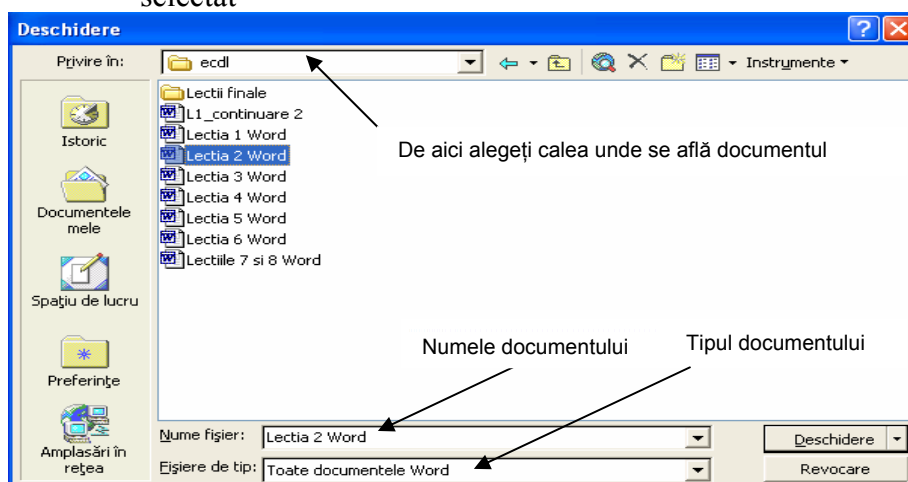 selectat
Deschidere
Privire în:
ecdl
Instrumente
Istoric
Documentele
mele
Spaţiu de lucru
Preferinţe
Amplasări în
reţea
Lectii finale
L1_continuare 2
Lectia 1 Word
Lectia 2 Word
Lectia 3 Word
Lectia 4 Word
Lectia 5 Word
Lectia 6 Word
Lectiile 7 si 8 Word
De aici alegeți calea unde se află documentul
Numele documentului
Tipul documentului
Nume fişier:
Lectia 2 Word
Deschidere
Fişiere de tip:
Toate documentele Word
Revocare